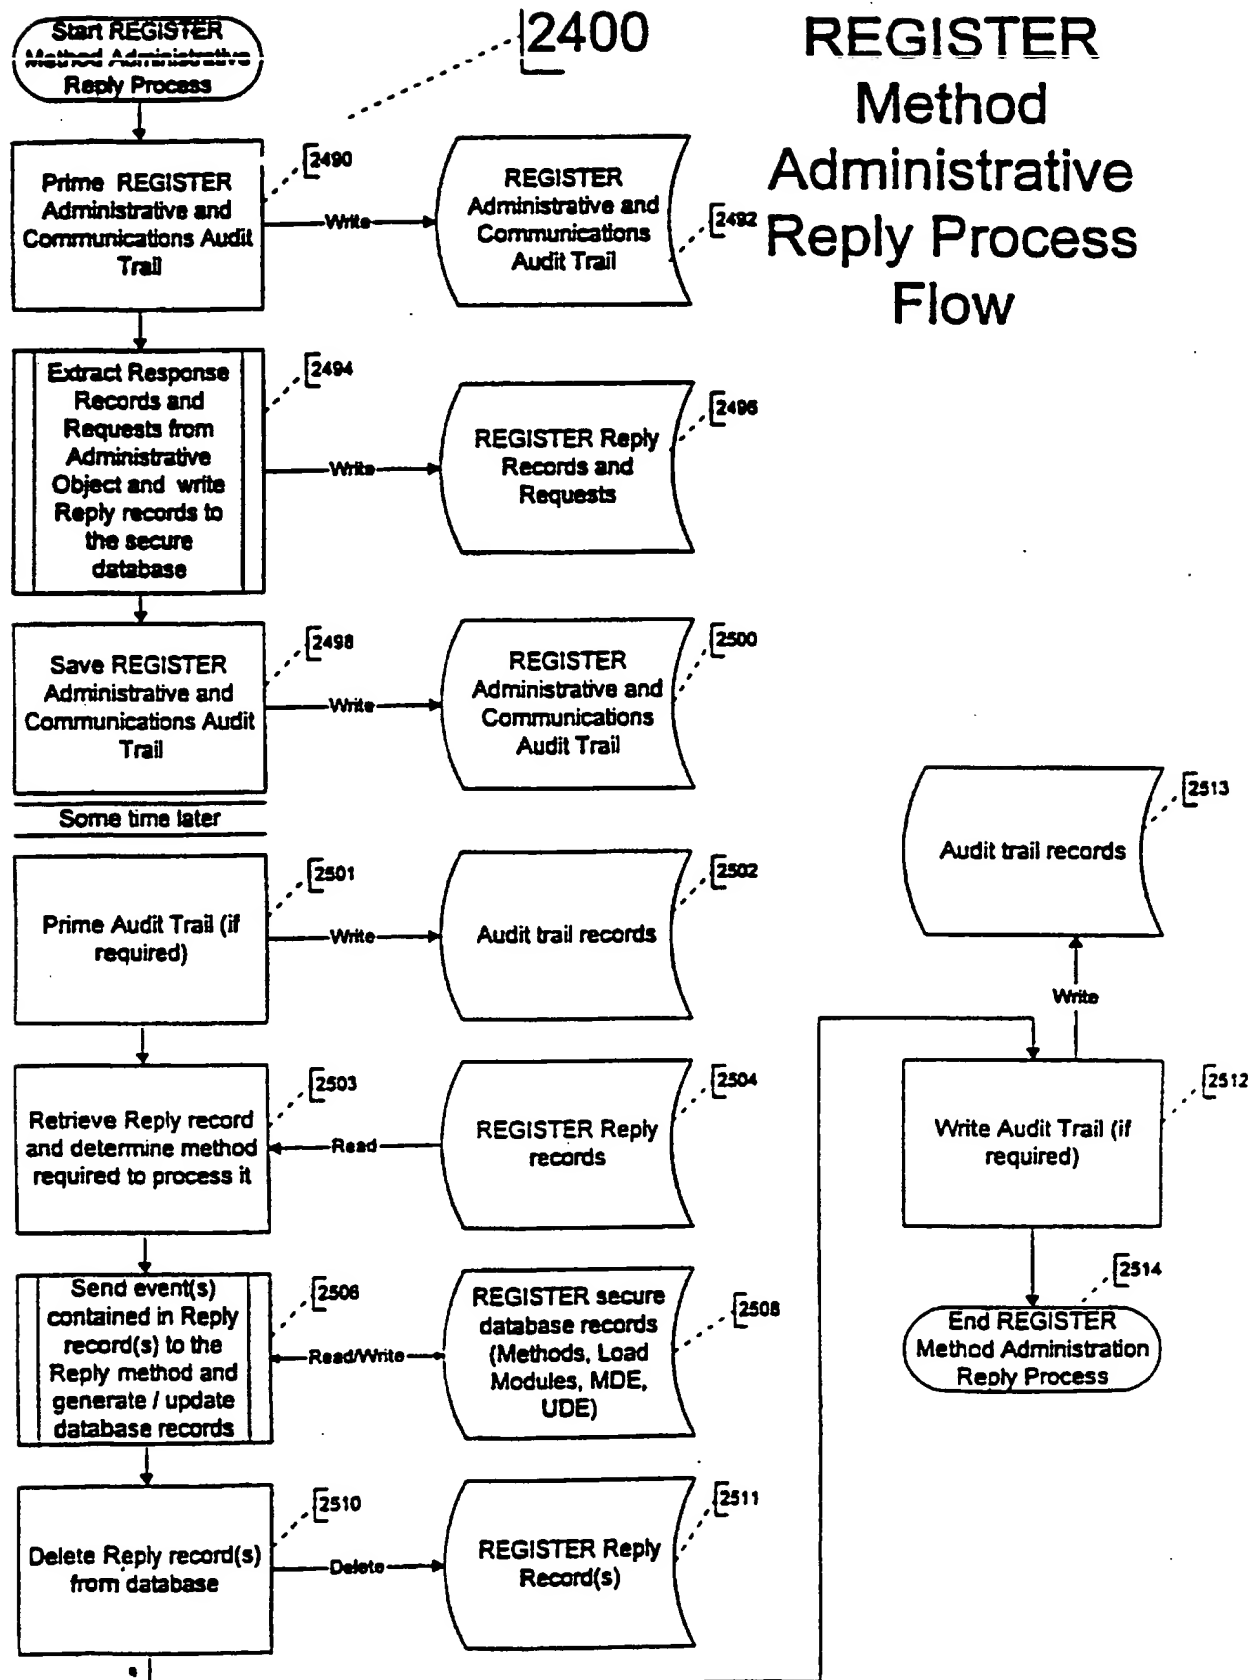 Start REGISTER
Method Administrative
Reply Process
2400
REGISTER
Method
Administrative
Reply Process
Flow
Prime REGISTER
Administrative and
Communications Audit
Trail
2490
Write
REGISTER
Administrative and
Communications
Audit Trail
2492
Extract Response
Records and
Requests from
Administrative
Object and write
Reply records to
the secure
database
2494
Write
REGISTER Reply
Records and
Requests
2496
Save REGISTER
Administrative and
Communications Audit
Trail
2498
Write
REGISTER
Administrative and
Communications
Audit Trail
2500
Some time later
Prime Audit Trail (if
required)
2501
Write
Audit trail records
2502
Retrieve Reply record
and determine method
required to process it
2503
Read
REGISTER Reply
records
2504
Send event(s)
contained in Reply
record(s) to the
Reply method and
generate / update
database records
2506
Read/Write
REGISTER secure
database records
(Methods, Load
Modules, MDE,
UDE)
2508
Delete Reply record(s)
from database
2510
Delete
REGISTER Reply
Record(s)
2511
Audit trail records
2513
Write
Write Audit Trail (if
required)
2512
End REGISTER
Method Administration
Reply Process
2514